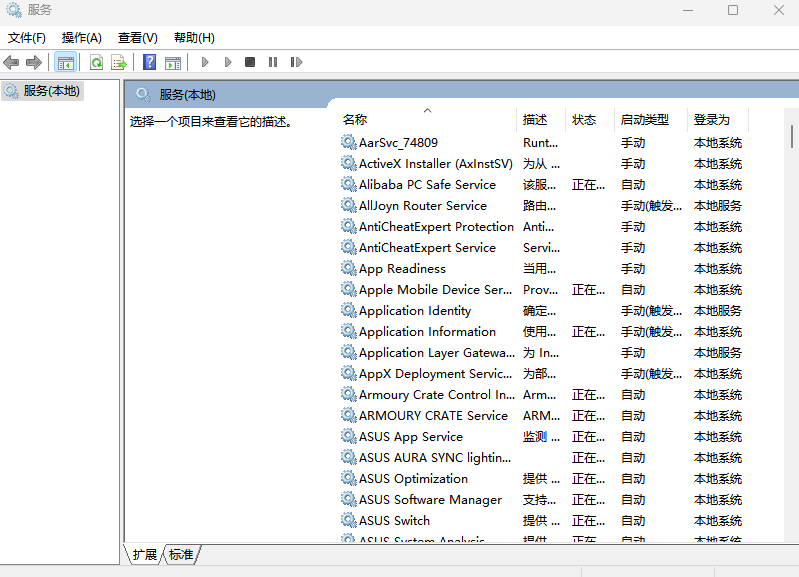 服务
文件(F) 操作(A) 查看(V) 帮助(H)
服务(本地)
服务(本地)
选择一个项目来查看它的描述。
名称 描述 状态 启动类型 登录为
AarSvc_74809 Runt... 手动 本地系统
ActiveX Installer (AxInstSV) 为从 ... 手动 本地系统
Alibaba PC Safe Service 该服... 正在... 自动 本地系统
AllJoyn Router Service 路由... 手动(触发... 本地服务
AntiCheatExpert Protection Anti... 手动 本地系统
AntiCheatExpert Service Servi... 手动 本地系统
App Readiness 当用... 手动 本地系统
Apple Mobile Device Ser... Prov... 正在... 自动 本地系统
Application Identity 确定... 手动(触发... 本地服务
Application Information 使用... 正在... 手动(触发... 本地系统
Application Layer Gatewa... 为 In... 手动 本地服务
AppX Deployment Servic... 为部... 手动(触发... 本地系统
Armoury Crate Control In... Arm... 正在... 自动 本地系统
ARMOURY CRATE Service ARM... 正在... 自动 本地系统
ASUS App Service 监测 ... 正在... 自动 本地系统
ASUS AURA SYNC lightin... 正在... 自动 本地系统
ASUS Optimization 提供 ... 正在... 自动 本地系统
ASUS Software Manager 支持... 正在... 自动 本地系统
ASUS Switch 提供 ... 正在... 自动 本地系统
ASUS System Analysis 提供 ... 正在... 自动 本地系统
扩展 标准